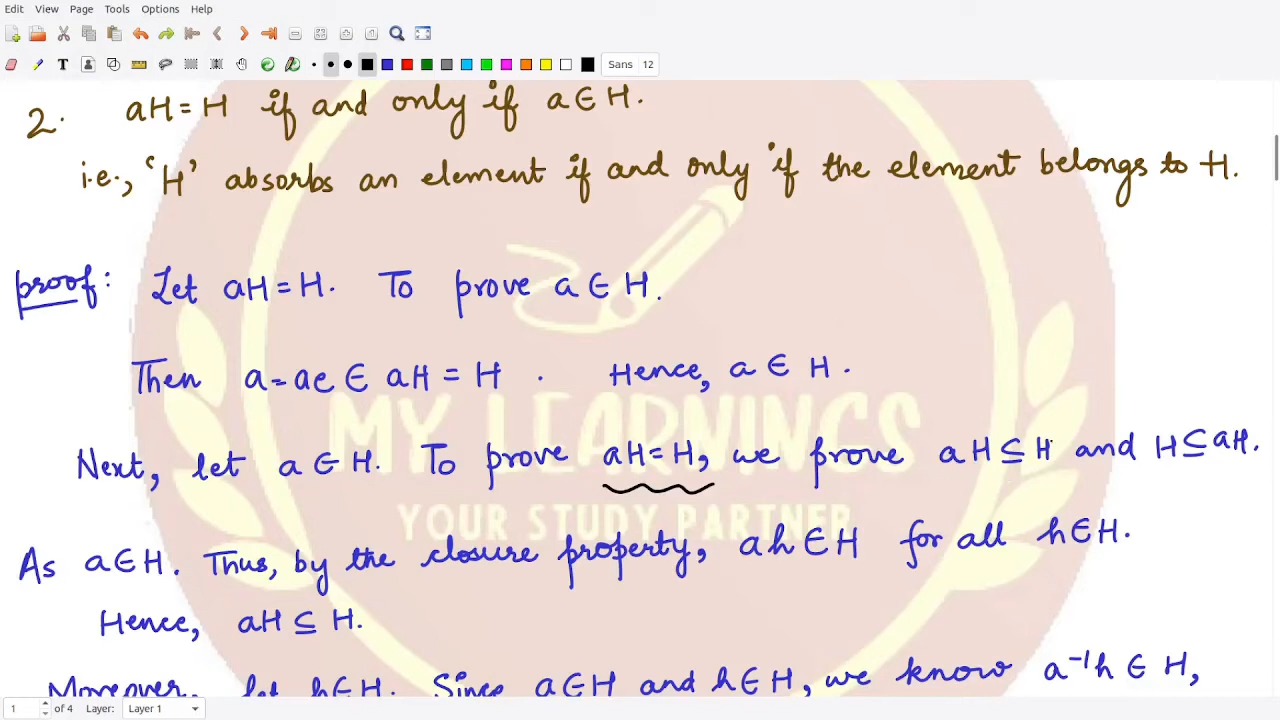 Edit View Page Tools Options Help
T Sans 12
2. aH = H if and only if a ∈ H.
i.e., 'H' absorbs an element if and only if the element belongs to H.
proof: Let aH = H. To prove a ∈ H.
Then a = ae ∈ aH = H . Hence, a ∈ H.
Next, let a ∈ H. To prove aH = H, we prove aH ⊆ H and H ⊆ aH.
As a ∈ H. Thus, by the closure property, ah ∈ H for all h ∈ H.
Hence, aH ⊆ H.
Moreover, let h ∈ H. Since a ∈ H and h ∈ H, we know a⁻¹h ∈ H,
MY LEARNINGS
YOUR STUDY PARTNER
1 of 4 Layer: Layer 1